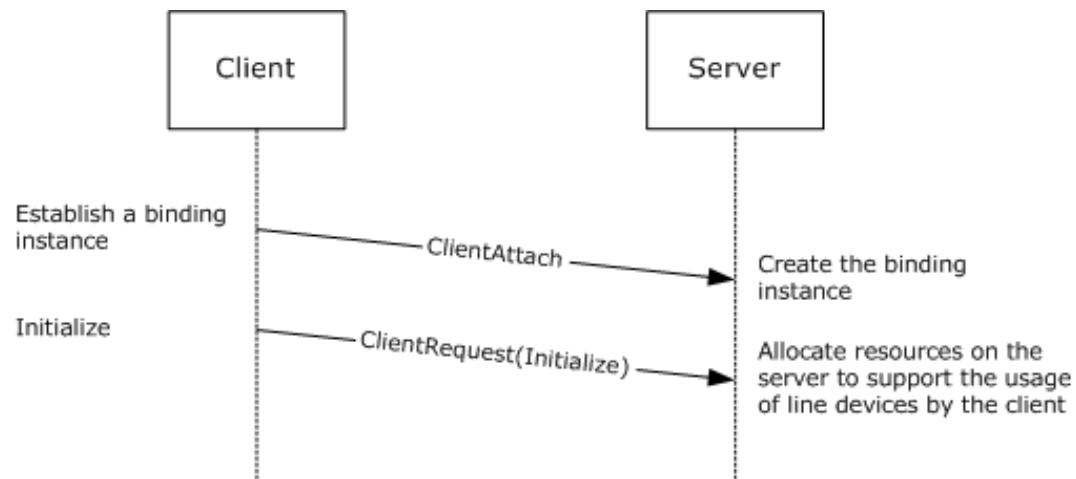 Client
Server
Establish a binding
instance
ClientAttach
Create the binding
instance
Initialize
ClientRequest(Initialize)
Allocate resources on the
server to support the usage
of line devices by the client